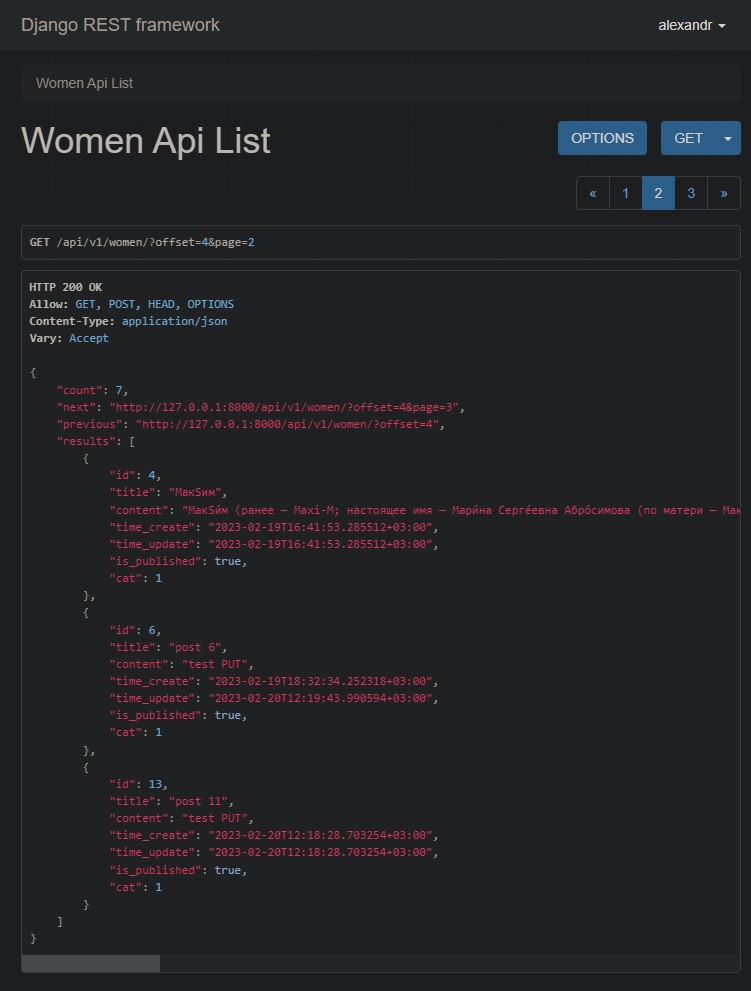 Django REST framework
alexandr
Women Api List
Women Api List
OPTIONS
GET
« 1 2 3 »
GET /api/v1/women/?offset=4&page=2
HTTP 200 OK
Allow: GET, POST, HEAD, OPTIONS
Content-Type: application/json
Vary: Accept
{
"count": 7,
"next": "http://127.0.0.1:8000/api/v1/women/?offset=4&page=3",
"previous": "http://127.0.0.1:8000/api/v1/women/?offset=4",
"results": [
{
"id": 4,
"title": "МакSим",
"content": "МакSи́м (ранее — Maxi-M; настоящее имя — Мари́на Серге́евна Абро́симова (по матери — Мак
"time_create": "2023-02-19T16:41:53.285512+03:00",
"time_update": "2023-02-19T16:41:53.285512+03:00",
"is_published": true,
"cat": 1
},
{
"id": 6,
"title": "post 6",
"content": "test PUT",
"time_create": "2023-02-19T18:32:34.252318+03:00",
"time_update": "2023-02-20T12:19:43.990594+03:00",
"is_published": true,
"cat": 1
},
{
"id": 13,
"title": "post 11",
"content": "test PUT",
"time_create": "2023-02-20T12:18:28.703254+03:00",
"time_update": "2023-02-20T12:18:28.703254+03:00",
"is_published": true,
"cat": 1
}
]
}